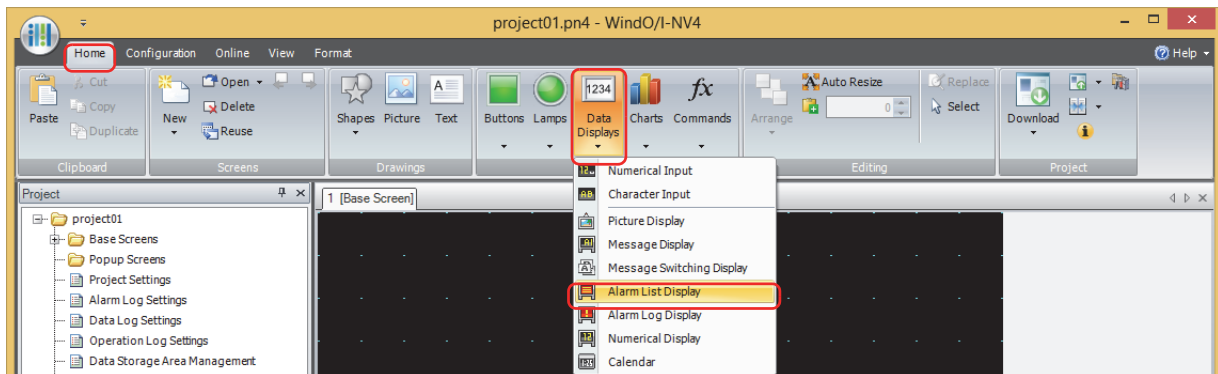 project01.pn4 - WindO/I-NV4
Home Configuration Online View Format Help
Paste
Cut
Copy
Duplicate
Clipboard
New
Open
Delete
Reuse
Screens
Shapes Picture Text
Drawings
Buttons Lamps Data Displays Charts Commands
1234
fx
Arrange
Auto Resize
0
Replace
Select
Editing
Download
Project
Project
project01
Base Screens
Popup Screens
Project Settings
Alarm Log Settings
Data Log Settings
Operation Log Settings
Data Storage Area Management
1 [Base Screen]
Numerical Input
Character Input
Picture Display
Message Display
Message Switching Display
Alarm List Display
Alarm Log Display
Numerical Display
Calendar